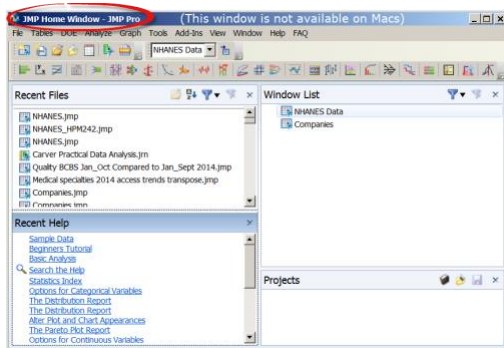 JMP Home Window - JMP Pro
(This window is not available on Macs)
File Tables DOE Analyze Graph Tools Add-Ins View Window Help FAQ
NHANES Data
Recent Files
NHANES.jmp
NHANES_HPM242.jmp
NHANES.jmp
Carver Practical Data Analysis.jrn
Quality BCBS Jan_Oct Compared to Jan_Sept 2014.jmp
Medical specialties 2014 access trends transpose.jmp
Companies.jmp
Companies.jmp
Window List
NHANES Data
Companies
Recent Help
Sample Data
Beginners Tutorial
Basic Analysis
Search the Help
Statistics Index
Options for Categorical Variables
The Distribution Report
The Distribution Report
Alter Plot and Chart Appearances
The Pareto Plot Report
Options for Continuous Variables
Projects